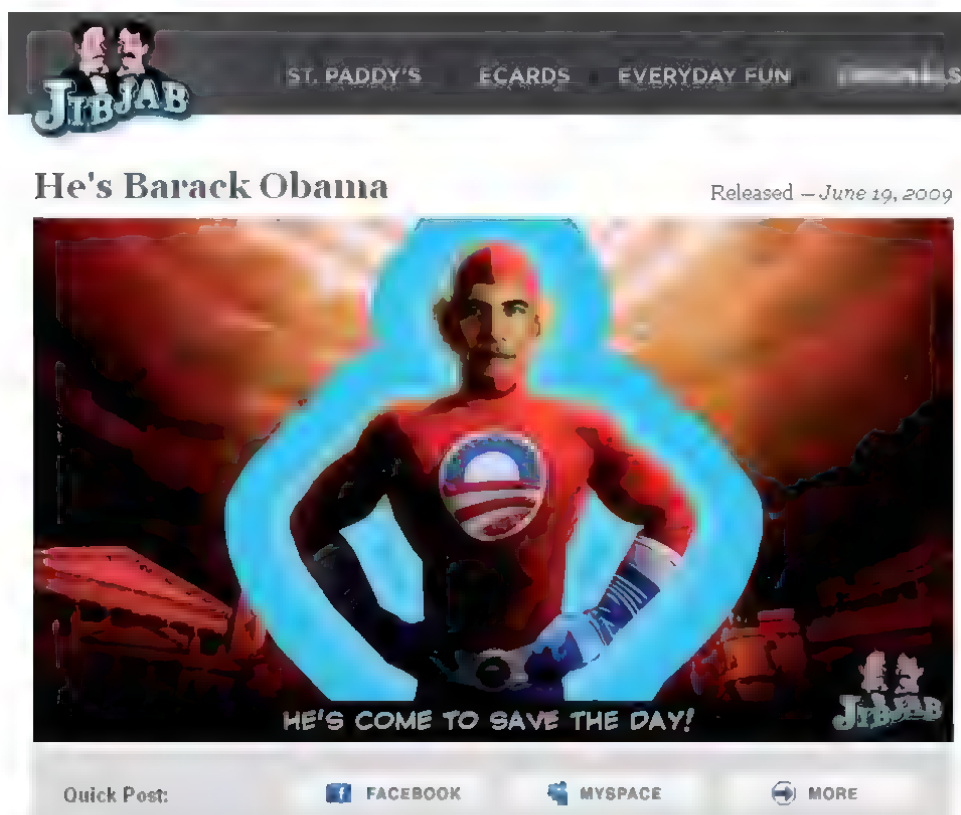 JIBJAB
ST. PADDY'S ECARDS EVERYDAY FUN
He's Barack Obama
Released – June 19, 2009
HE'S COME TO SAVE THE DAY!
JIBJAB
Quick Post: FACEBOOK MYSPACE MORE